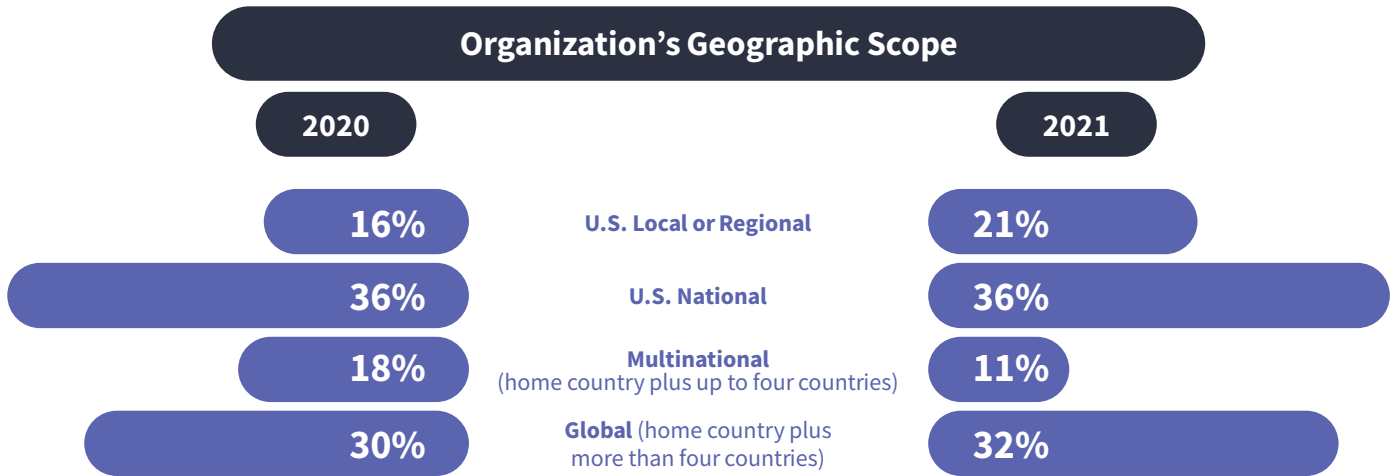 Organization’s Geographic Scope
2020
2021
16%
U.S. Local or Regional
21%
36%
U.S. National
36%
18%
Multinational
(home country plus up to four countries)
11%
30%
Global (home country plus
more than four countries)
32%